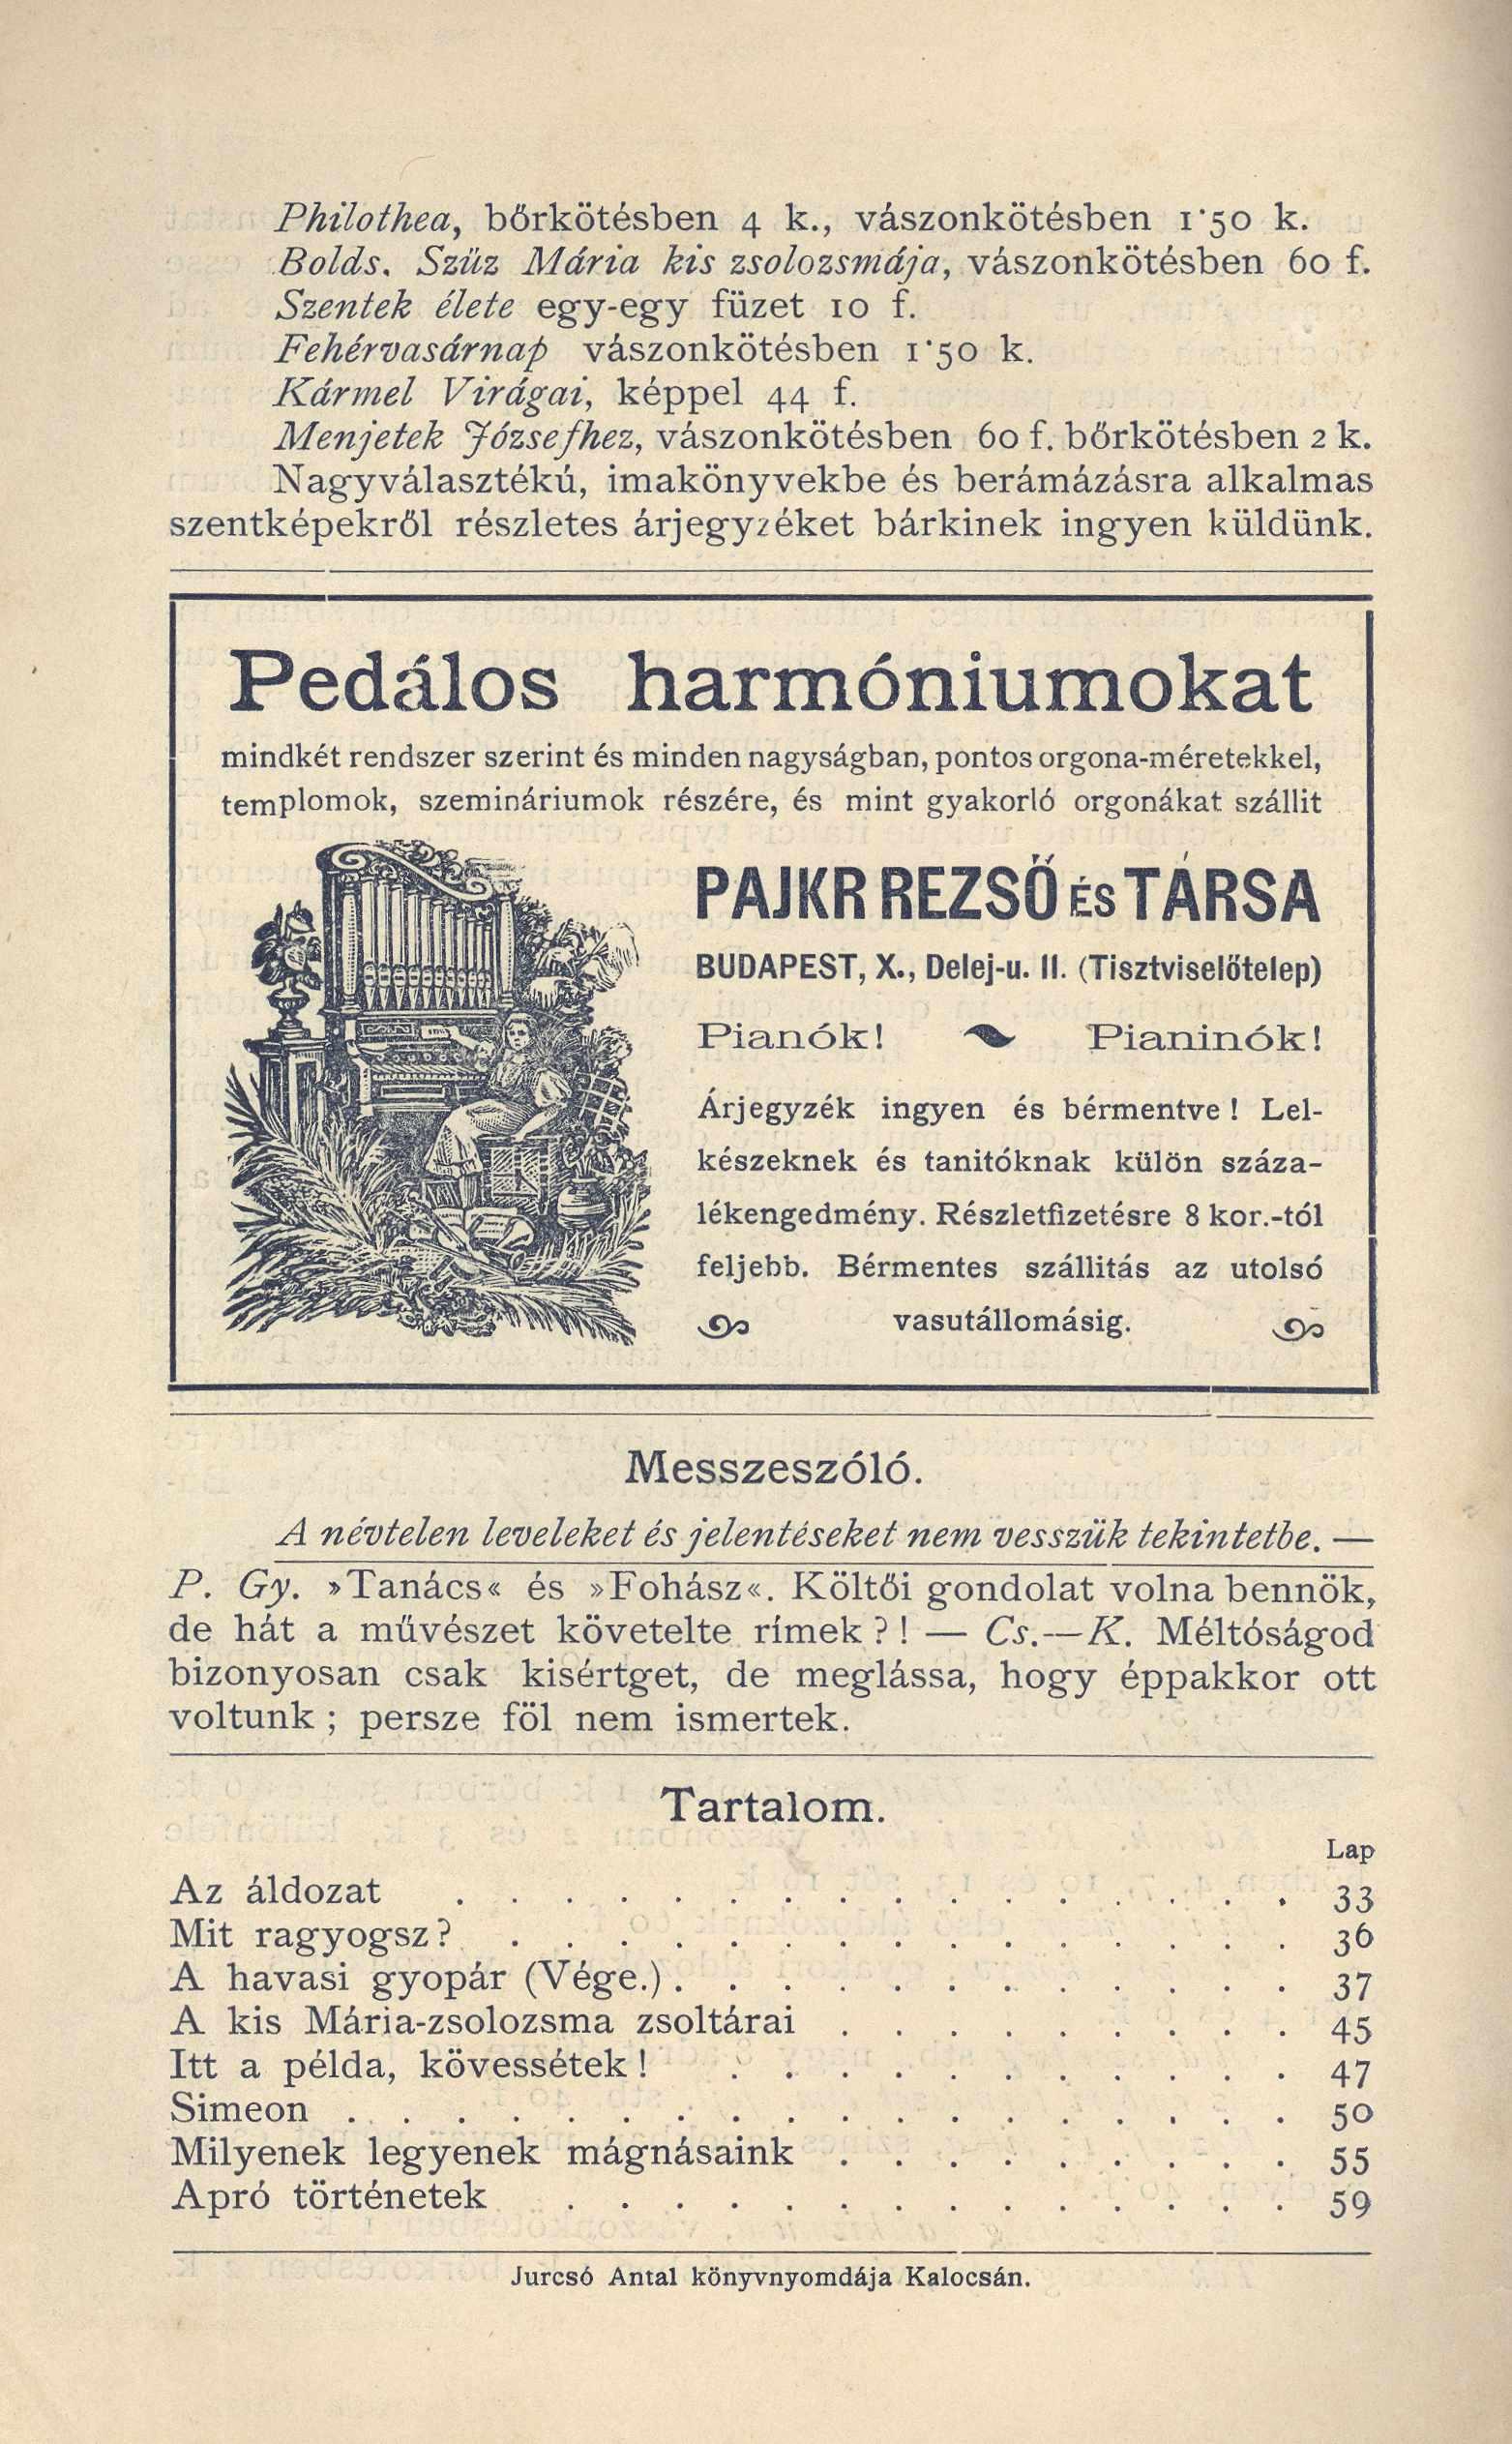 Philothea, bőrkötésben 4 k., vászonkötésben 1·50 k.
Bolds. Szüz Mária kis zsolozsmája, vászonkötésben 60 f.
Szentek élete egy-egy füzet 10 f.
Fehérvasárnap vászonkötésben 1·50 k.
Kármel Virágai, képpel 44 f.
Menjetek Józsefhez, vászonkötésben 60 f. bőrkötésben 2 k.
Nagyválasztékú, imakönyvekbe és berámázásra alkalmas
szentképekről részletes árjegyzéket bárkinek ingyen küldünk.
Pedálos harmóniumokat
mindkét rendszer szerint és minden nagyságban, pontos orgona-méretekkel,
templomok, szemináriumok részére, és mint gyakorló orgonákat szállit
PAJKR REZSŐ ÉS TÁRSA
BUDAPEST, X., Delej-u. II. (Tisztviselőtelep)
Pianók! Pianinók!
Árjegyzék ingyen és bérmentve! Lel-
készeknek és tanitóknak külön száza-
lékengedmény. Részletfizetésre 8 kor.-tól
feljebb. Bérmentes szállitás az utolsó
vasutállomásig.
Messzeszóló.
A névtelen leveleket és jelentéseket nem vesszük tekintetbe. —
P. Gy. »Tanács« és »Fohász«. Költői gondolat volna bennök,
de hát a müvészet követelte rímek?! — Cs.—K. Méltóságod
bizonyosan csak kisértget, de meglássa, hogy éppakkor ott
voltunk; persze föl nem ismertek.
Tartalom.
Lap
Az áldozat . . . . . . . . . . . . . . . . 33
Mit ragyogsz? . . . . . . . . . . . . . . . 36
A havasi gyopár (Vége.) . . . . . . . . . . . . 37
A kis Mária-zsolozsma zsoltárai . . . . . . . . . 45
Itt a példa, kövessétek! . . . . . . . . . . . 47
Simeon . . . . . . . . . . . . . . . . . . 50
Milyenek legyenek mágnásaink . . . . . . . . . 55
Apró történetek . . . . . . . . . . . . . . 59
Jurcsó Antal könyvnyomdája Kalocsán.